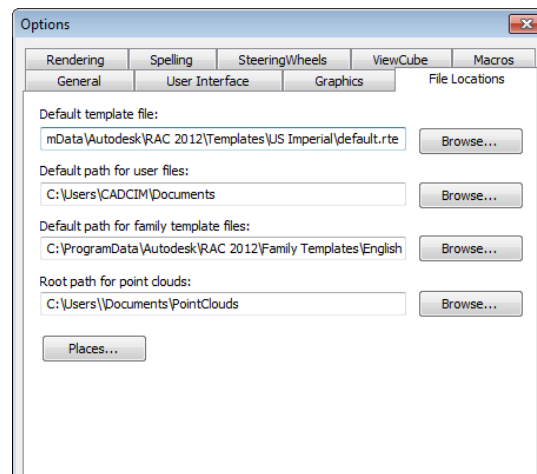 Options
Rendering Spelling SteeringWheels ViewCube Macros
General User Interface Graphics File Locations
Default template file:
mData\Autodesk\RAC 2012\Templates\US Imperial\default.rte Browse...
Default path for user files:
C:\Users\CADCIM\Documents Browse...
Default path for family template files:
C:\ProgramData\Autodesk\RAC 2012\Family Templates\English Browse...
Root path for point clouds:
C:\Users\\Documents\PointClouds Browse...
Places...